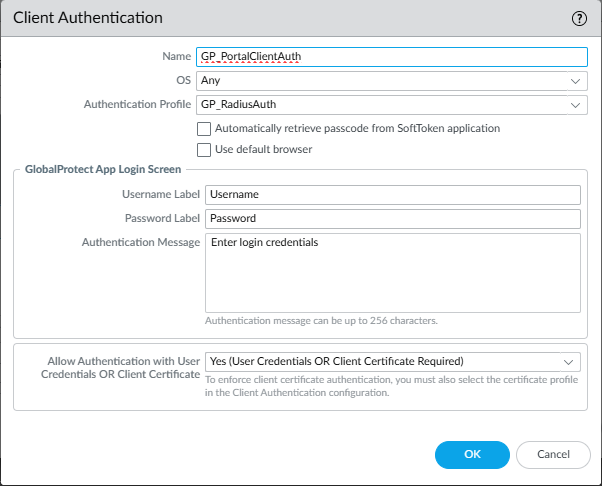 Client Authentication
Name GP_PortalClientAuth
OS Any
Authentication Profile GP_RadiusAuth
Automatically retrieve passcode from SoftToken application
Use default browser
GlobalProtect App Login Screen
Username Label Username
Password Label Password
Authentication Message Enter login credentials
Authentication message can be up to 256 characters.
Allow Authentication with User
Credentials OR Client Certificate
Yes (User Credentials OR Client Certificate Required)
To enforce client certificate authentication, you must also select the certificate profile
in the Client Authentication configuration.
OK Cancel